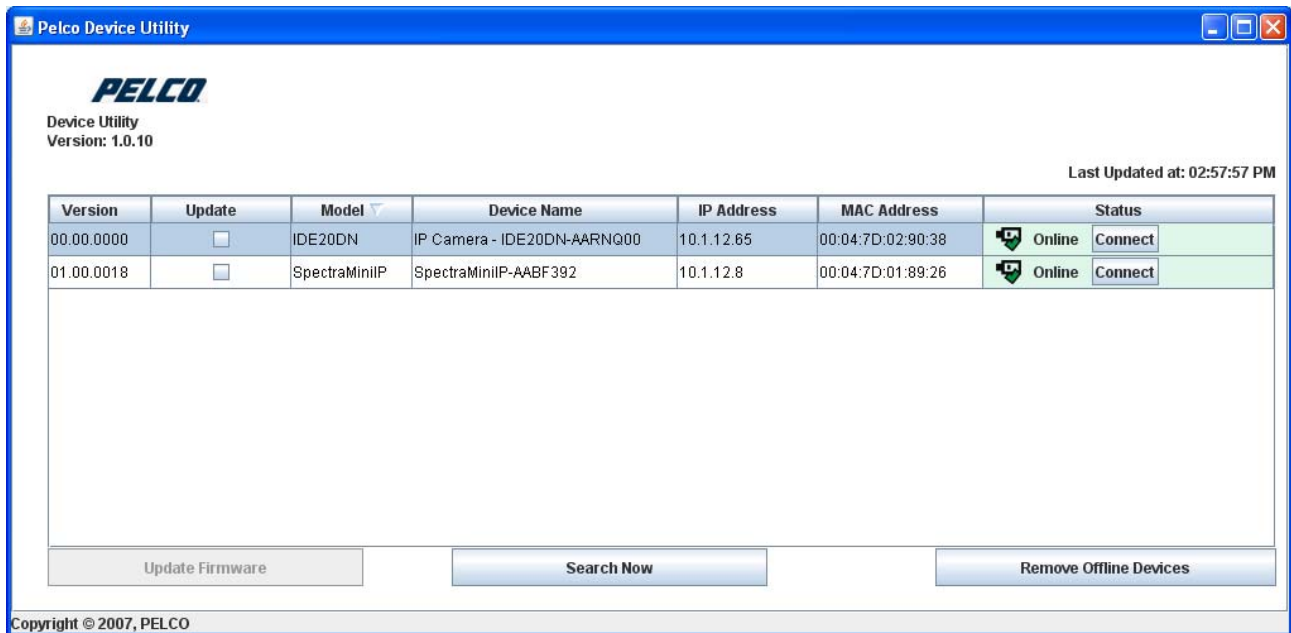 Pelco Device Utility
PELCO
Device Utility
Version: 1.0.10
Last Updated at: 02:57:57 PM
Version Update Model Device Name IP Address MAC Address Status
00.00.0000 IDE20DN IP Camera - IDE20DN-AARNQ00 10.1.12.65 00:04:7D:02:90:38 Online Connect
01.00.0018 SpectraMiniIP SpectraMiniIP-AABF392 10.1.12.8 00:04:7D:01:89:26 Online Connect
Update Firmware Search Now Remove Offline Devices
Copyright © 2007, PELCO